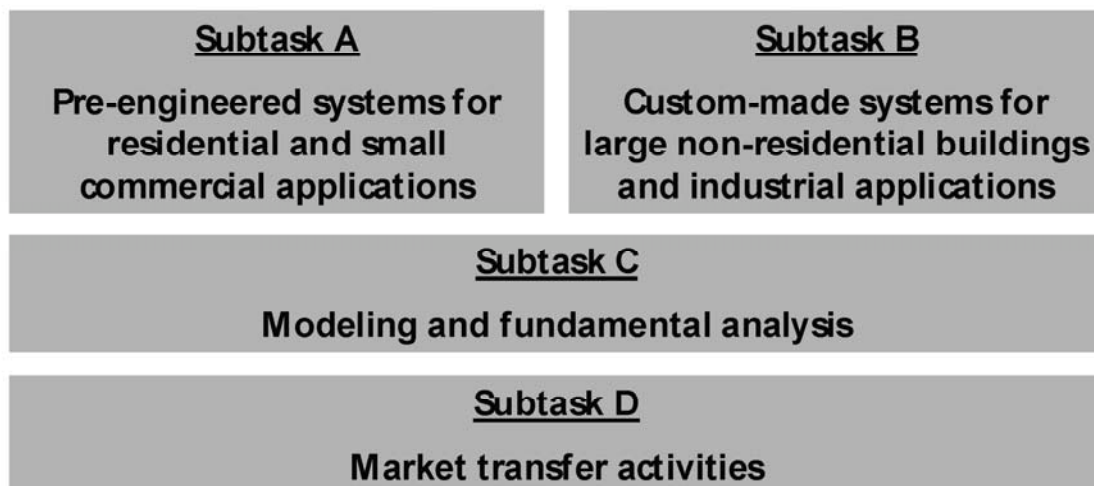 Subtask A
Pre-engineered systems for
residential and small
commercial applications
Subtask B
Custom-made systems for
large non-residential buildings
and industrial applications
Subtask C
Modeling and fundamental analysis
Subtask D
Market transfer activities